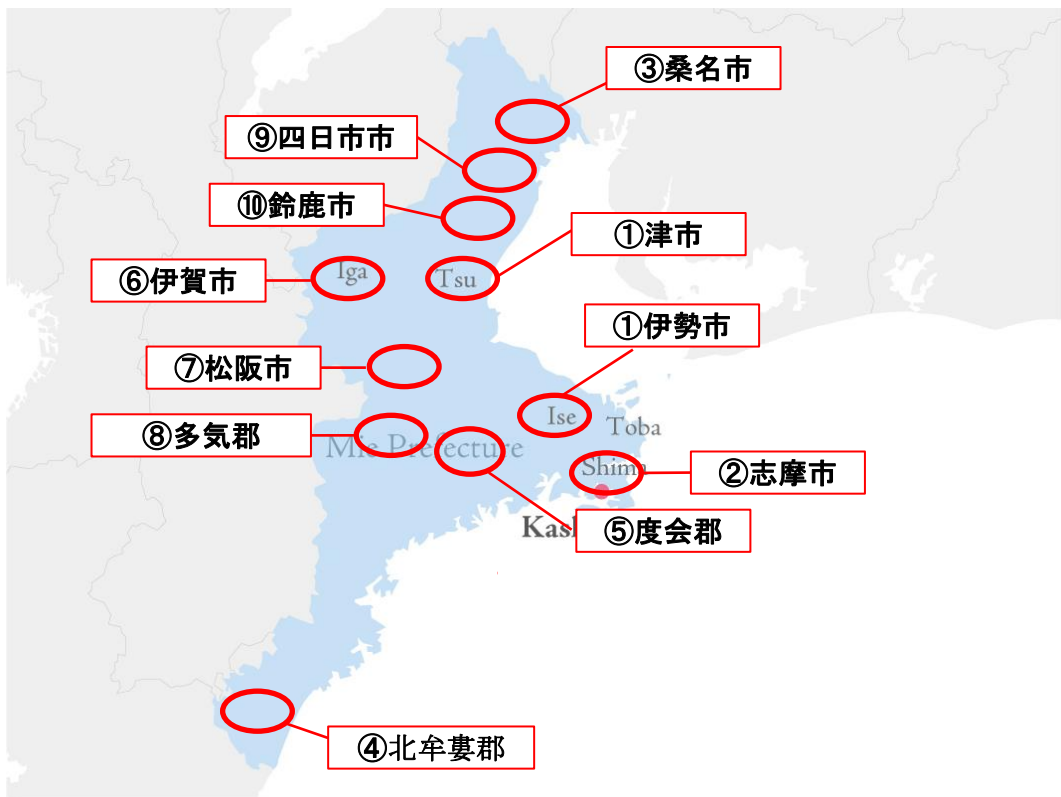 ③桑名市
⑨四日市市
⑩鈴鹿市
①津市
⑥伊賀市
Iga
Tsu
①伊勢市
⑦松阪市
Ise
Toba
⑧多気郡
Mie Prefecture
Shima
②志摩市
⑤度会郡
④北牟婁郡